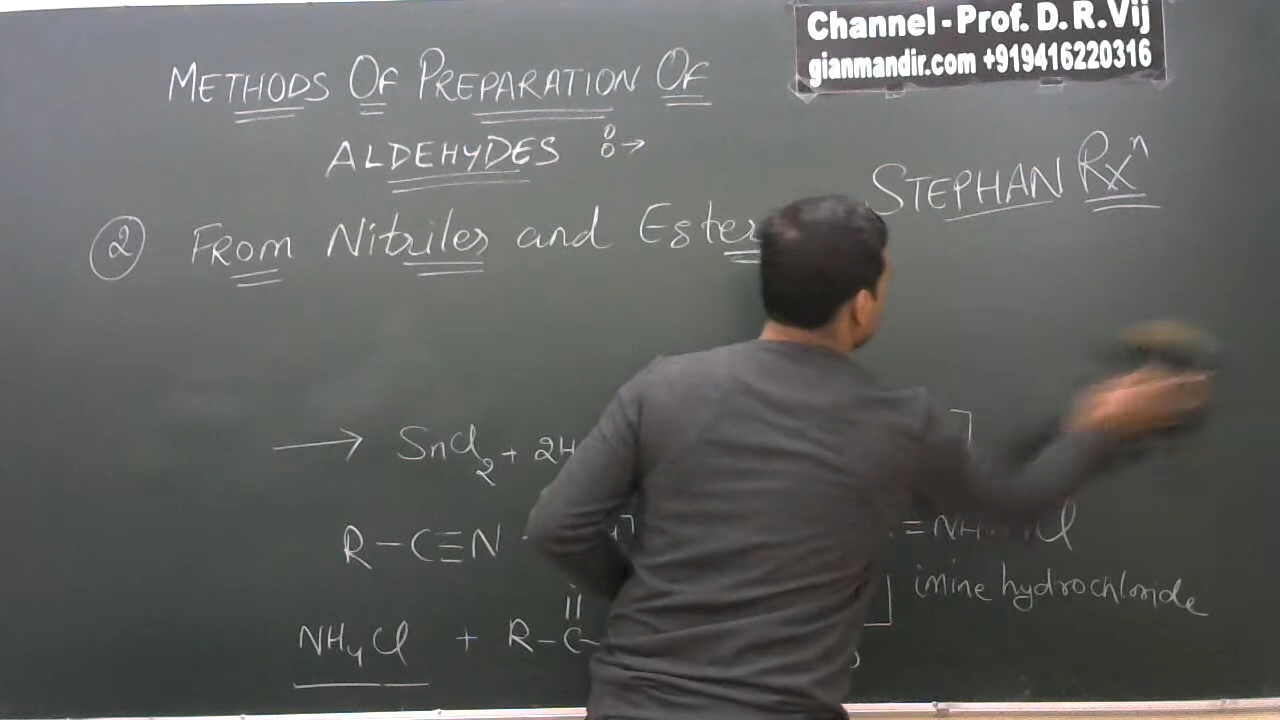 Channel - Prof. D. R. Vij
gianmandir.com +919416220316
METHODS OF PREPARATION OF
ALDEHYDES
STEPHAN Rxⁿ
② FROM Nitriles and Ester
→ SnCl₂ + 2H
R-C≡N
=NH Cl
imine hydrochloride
NH₄Cl + R-C-